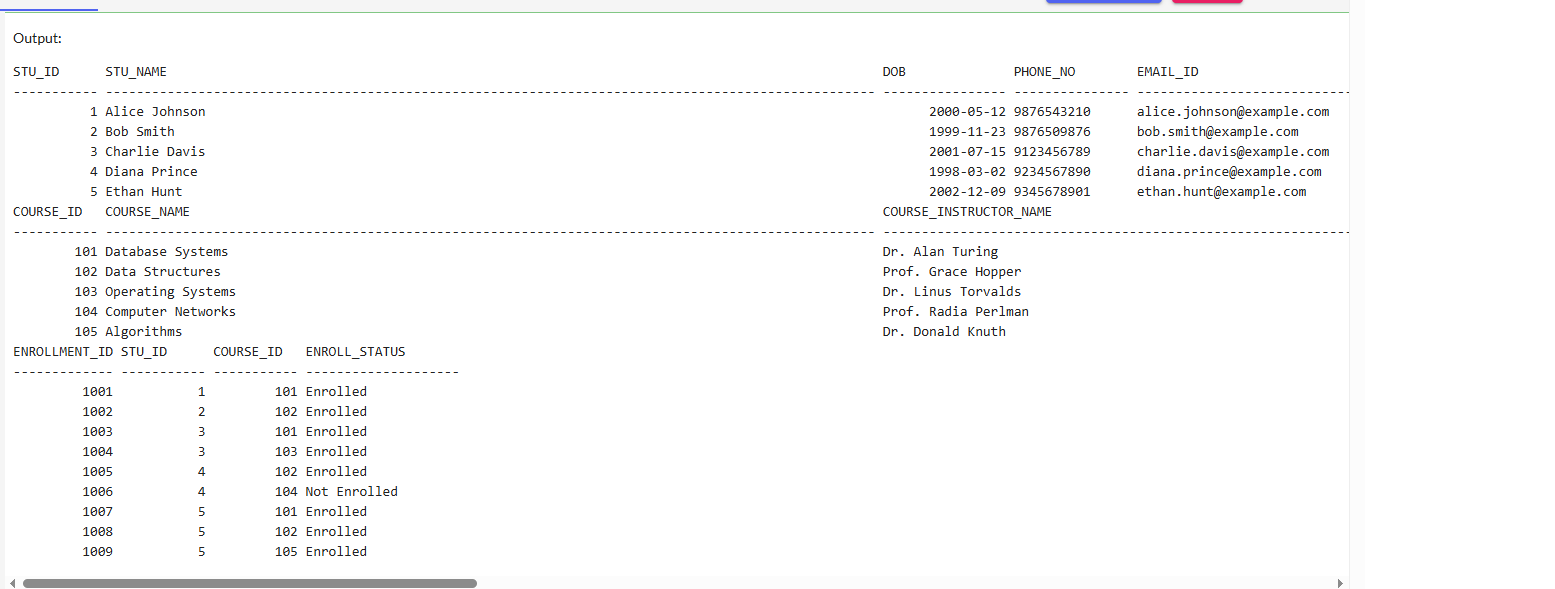 Output:
STU_ID STU_NAME DOB PHONE_NO EMAIL_ID
----------- ---------------------------------------------------------------------------------------------------- ---------------- --------------- ----------------------------
1 Alice Johnson 2000-05-12 9876543210 alice.johnson@example.com
2 Bob Smith 1999-11-23 9876509876 bob.smith@example.com
3 Charlie Davis 2001-07-15 9123456789 charlie.davis@example.com
4 Diana Prince 1998-03-02 9234567890 diana.prince@example.com
5 Ethan Hunt 2002-12-09 9345678901 ethan.hunt@example.com
COURSE_ID COURSE_NAME COURSE_INSTRUCTOR_NAME
----------- ---------------------------------------------------------------------------------------------------- -------------------------------------------------------------
101 Database Systems Dr. Alan Turing
102 Data Structures Prof. Grace Hopper
103 Operating Systems Dr. Linus Torvalds
104 Computer Networks Prof. Radia Perlman
105 Algorithms Dr. Donald Knuth
ENROLLMENT_ID STU_ID COURSE_ID ENROLL_STATUS
------------- ----------- ----------- --------------------
1001 1 101 Enrolled
1002 2 102 Enrolled
1003 3 101 Enrolled
1004 3 103 Enrolled
1005 4 102 Enrolled
1006 4 104 Not Enrolled
1007 5 101 Enrolled
1008 5 102 Enrolled
1009 5 105 Enrolled